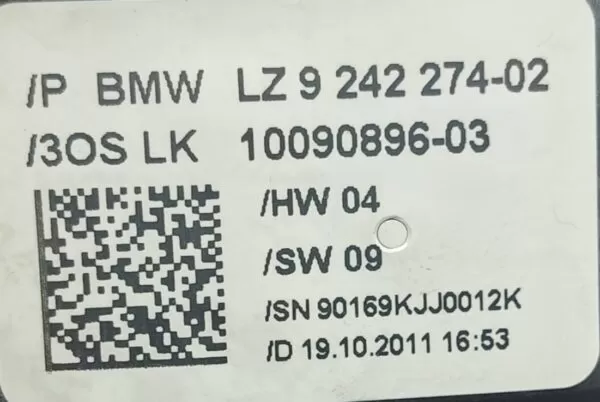 /P BMW LZ 9 242 274-02
/3OS LK 10090896-03
/HW 04
/SW 09
/SN 90169KJJ0012K
/D 19.10.2011 16:53